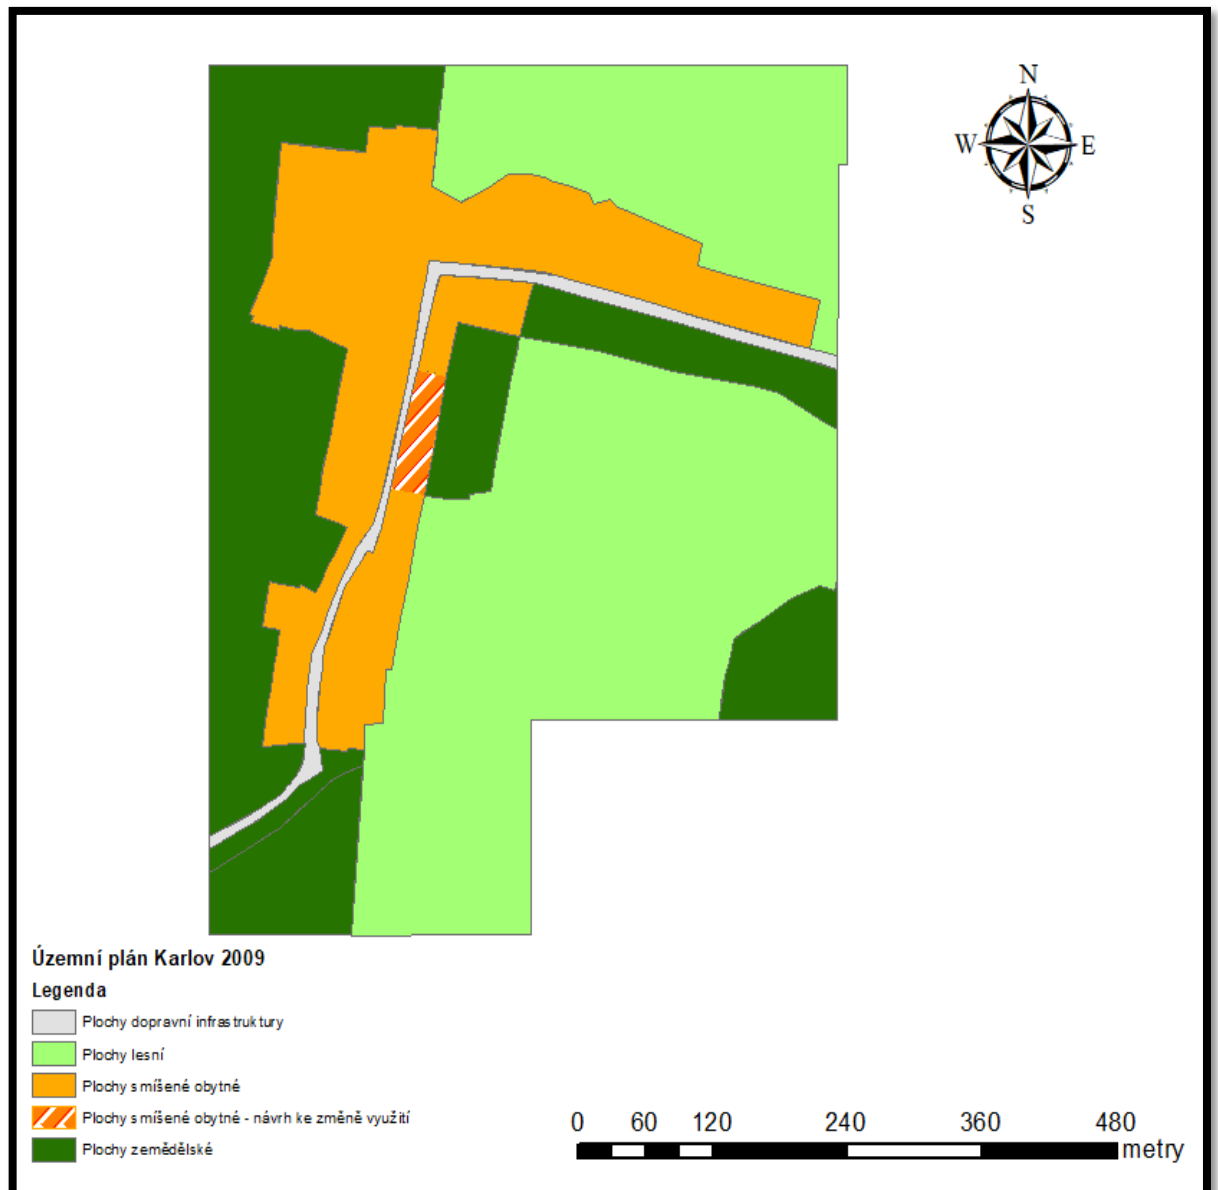 N
W E
S
Územní plán Karlov 2009
Legenda
Plochy dopravní infrastruktury
Plochy lesní
Plochy smíšené obytné
Plochy smíšené obytné - návrh ke změně využití
Plochy zemědělské
0 60 120 240 360 480
metry